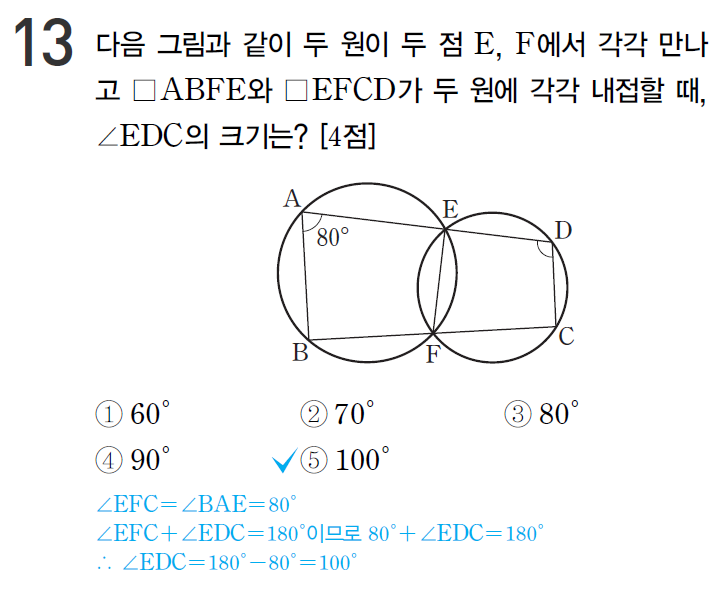 13 다음 그림과 같이 두 원이 두 점 E, F에서 각각 만나
고 □ABFE와 □EFCD가 두 원에 각각 내접할 때,
∠EDC의 크기는? [4점]
A
E
D
80°
B
F
C
① 60° ② 70° ③ 80°
④ 90° ⑤ 100°
∠EFC=∠BAE=80°
∠EFC+∠EDC=180°이므로 80°+∠EDC=180°
∴ ∠EDC=180°-80°=100°